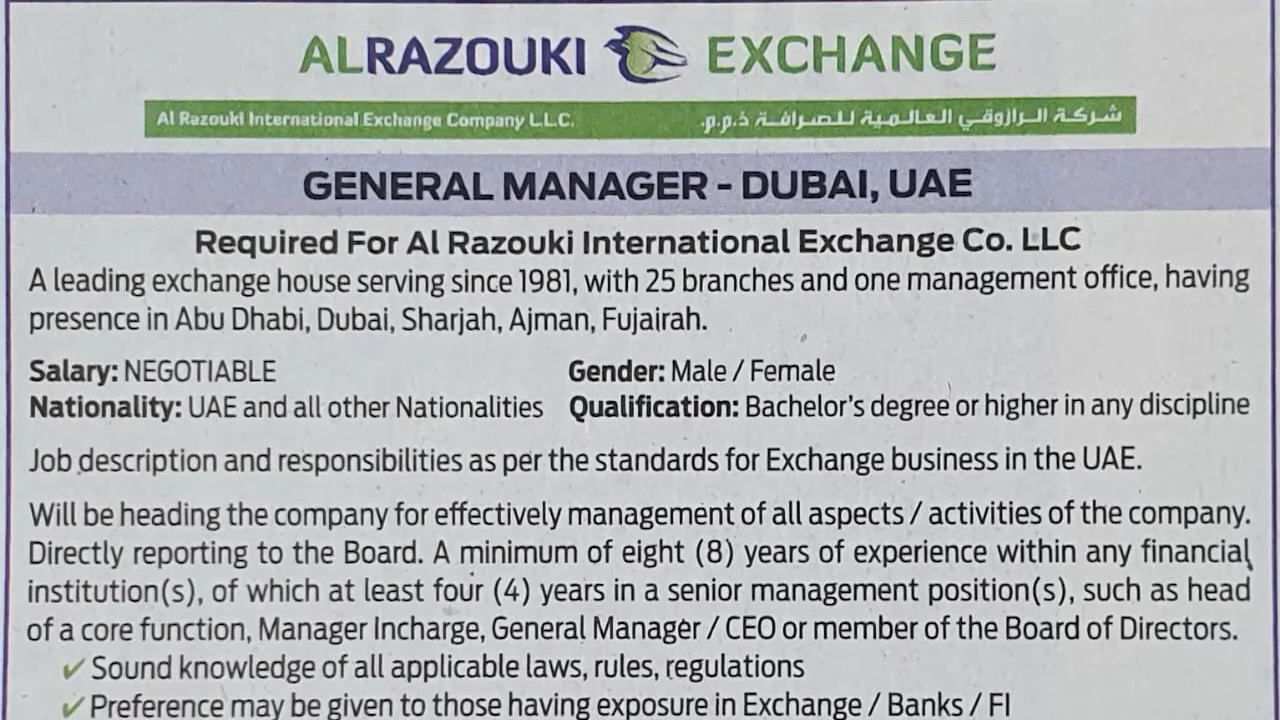 ALRAZOUKI EXCHANGE
Al Razouki International Exchange Company L.L.C. شركة الرازوقي العالمية للصرافة ذ.م.م.
GENERAL MANAGER - DUBAI, UAE
Required For Al Razouki International Exchange Co. LLC
A leading exchange house serving since 1981, with 25 branches and one management office, having
presence in Abu Dhabi, Dubai, Sharjah, Ajman, Fujairah.
Salary: NEGOTIABLE Gender: Male / Female
Nationality: UAE and all other Nationalities Qualification: Bachelor's degree or higher in any discipline
Job description and responsibilities as per the standards for Exchange business in the UAE.
Will be heading the company for effectively management of all aspects / activities of the company.
Directly reporting to the Board. A minimum of eight (8) years of experience within any financial
institution(s), of which at least four (4) years in a senior management position(s), such as head
of a core function, Manager Incharge, General Manager / CEO or member of the Board of Directors.
✓ Sound knowledge of all applicable laws, rules, regulations
✓ Preference may be given to those having exposure in Exchange / Banks / FI